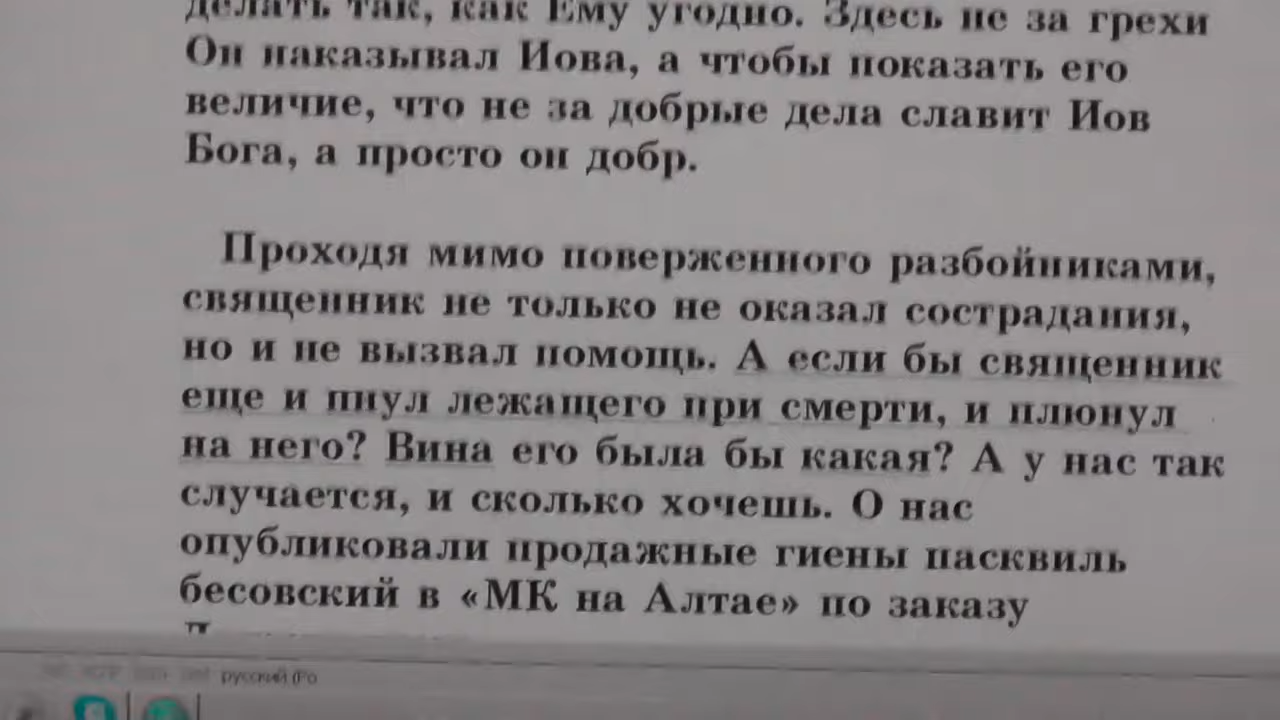 делать так, как Ему угодно. Здесь не за грехи
Он наказывал Иова, а чтобы показать его
величие, что не за добрые дела славит Иов
Бога, а просто он добр.
Проходя мимо поверженного разбойниками,
священник не только не оказал сострадания,
но и не вызвал помощь. А если бы священник
еще и пнул лежащего при смерти, и плюнул
на него? Вина его была бы какая? А у нас так
случается, и сколько хочешь. О нас
опубликовали продажные гиены пасквиль
бесовский в «МК на Алтае» по заказу
русский (Ро